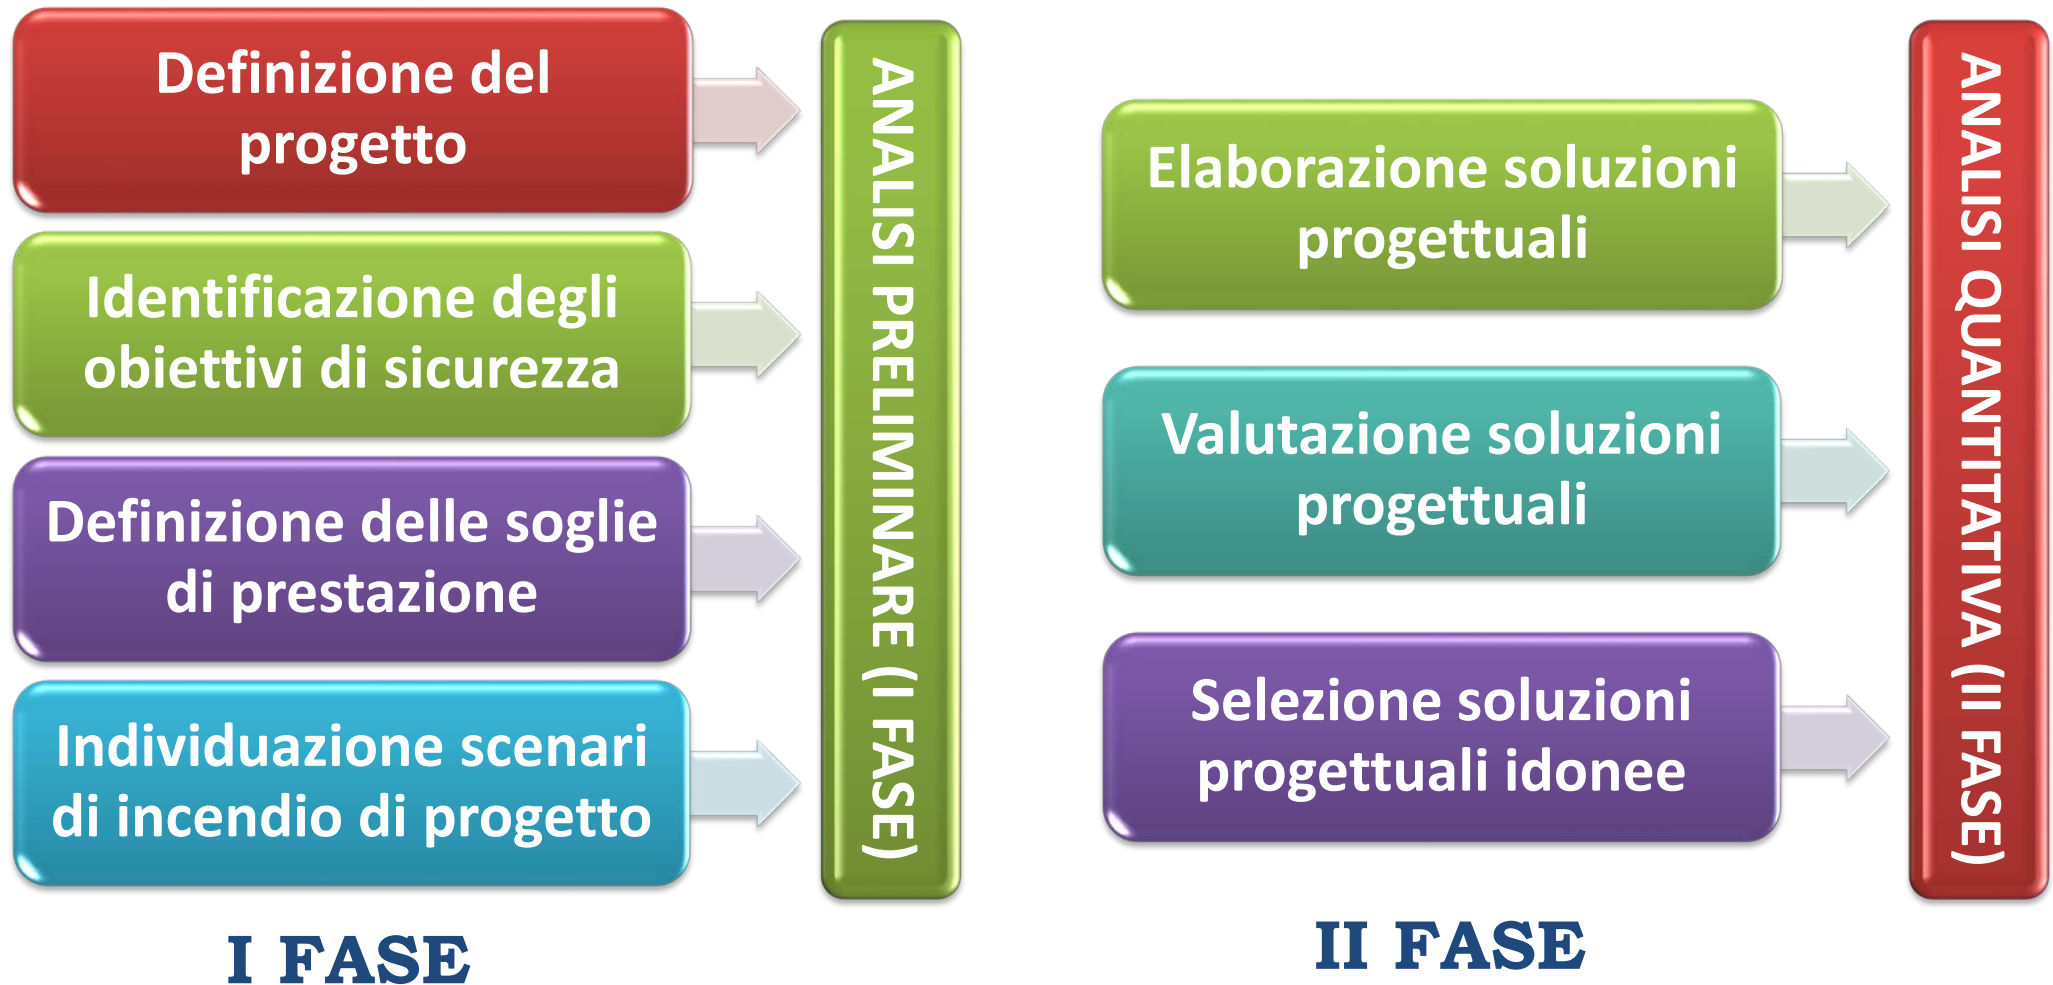 Definizione del
progetto
Identificazione degli
obiettivi di sicurezza
Definizione delle soglie
di prestazione
Individuazione scenari
di incendio di progetto
ANALISI PRELIMINARE (I FASE)
I FASE
Elaborazione soluzioni
progettuali
Valutazione soluzioni
progettuali
Selezione soluzioni
progettuali idonee
ANALISI QUANTITATIVA (II FASE)
II FASE